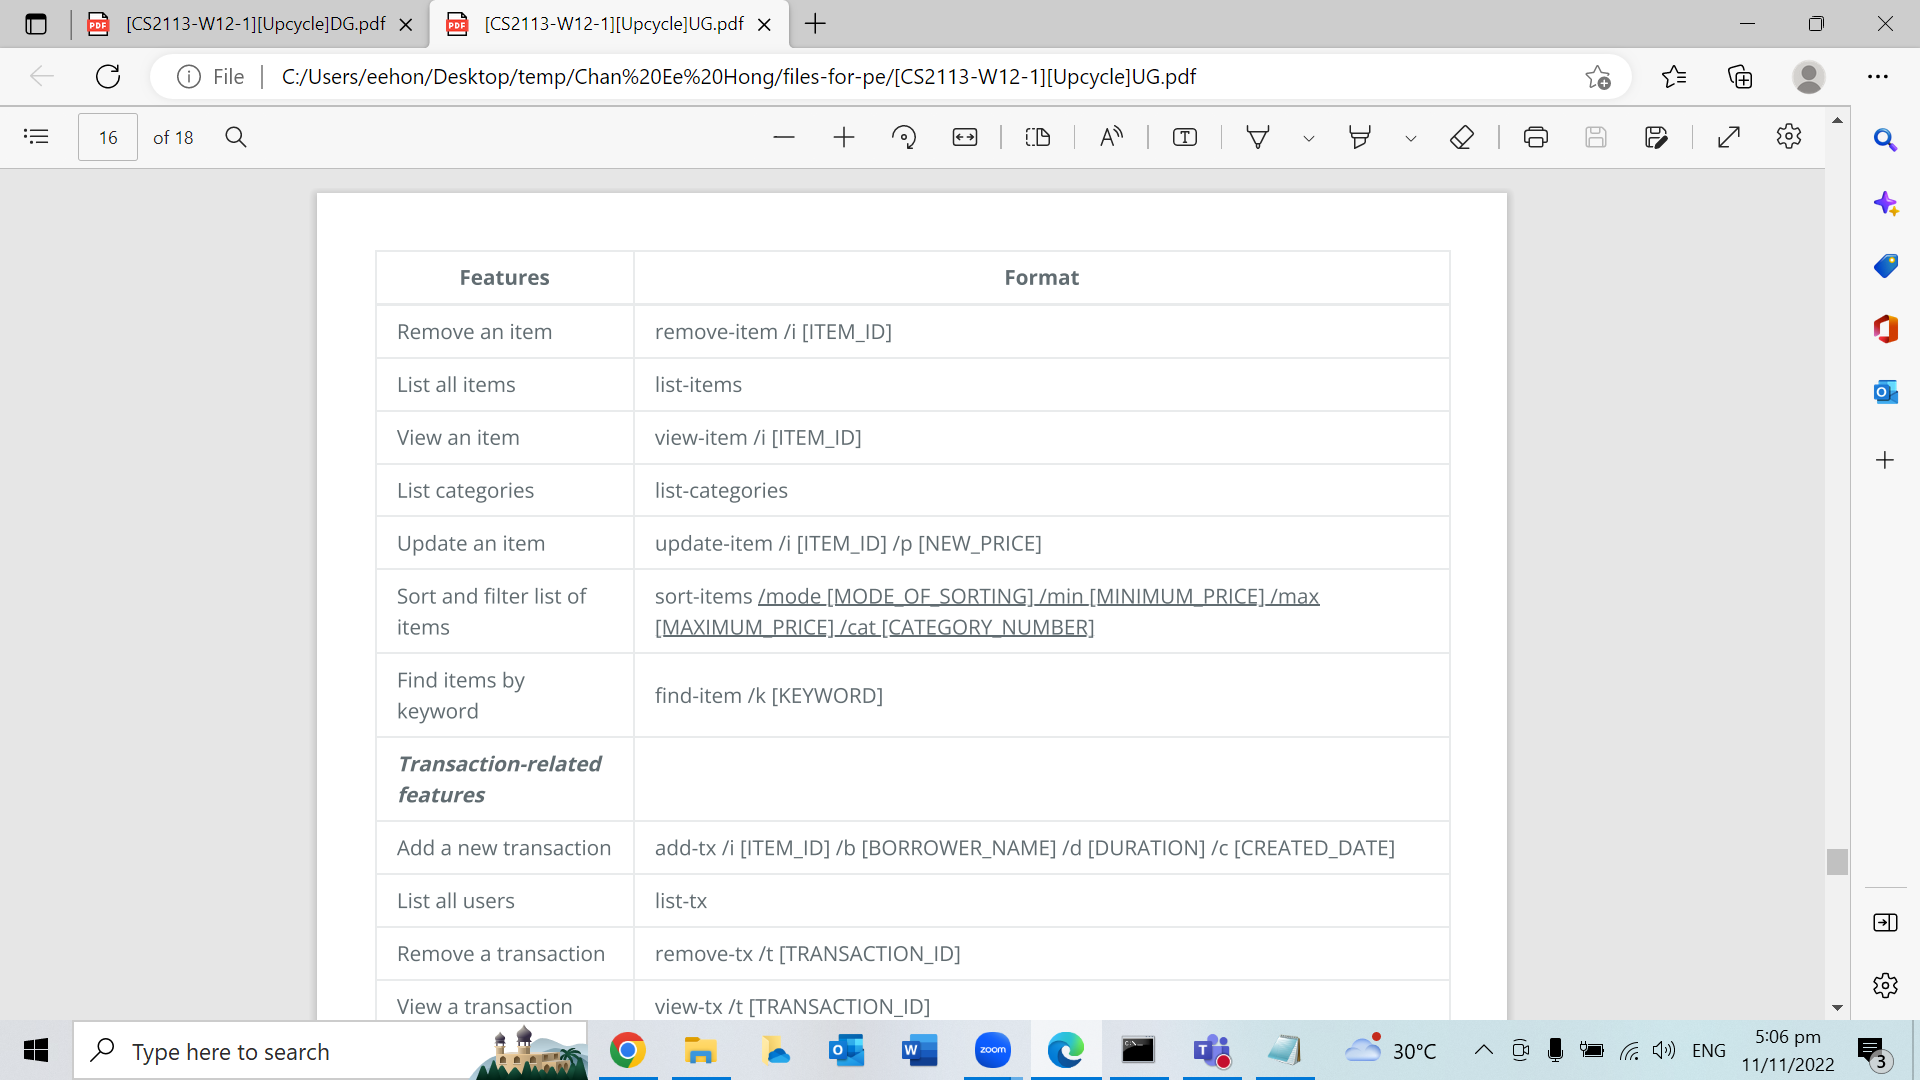 [CS2113-W12-1][Upcycle]DG.pdf
[CS2113-W12-1][Upcycle]UG.pdf
File
C:/Users/eehon/Desktop/temp/Chan%20Ee%20Hong/files-for-pe/[CS2113-W12-1][Upcycle]UG.pdf
16 of 18
Features Format
Remove an item remove-item /i [ITEM_ID]
List all items list-items
View an item view-item /i [ITEM_ID]
List categories list-categories
Update an item update-item /i [ITEM_ID] /p [NEW_PRICE]
Sort and filter list of
items
sort-items /mode [MODE_OF_SORTING] /min [MINIMUM_PRICE] /max
[MAXIMUM_PRICE] /cat [CATEGORY_NUMBER]
Find items by
keyword
find-item /k [KEYWORD]
Transaction-related
features
Add a new transaction add-tx /i [ITEM_ID] /b [BORROWER_NAME] /d [DURATION] /c [CREATED_DATE]
List all users list-tx
Remove a transaction remove-tx /t [TRANSACTION_ID]
View a transaction view-tx /t [TRANSACTION_ID]
Type here to search
zoom
30°C
ENG
5:06 pm
11/11/2022
3